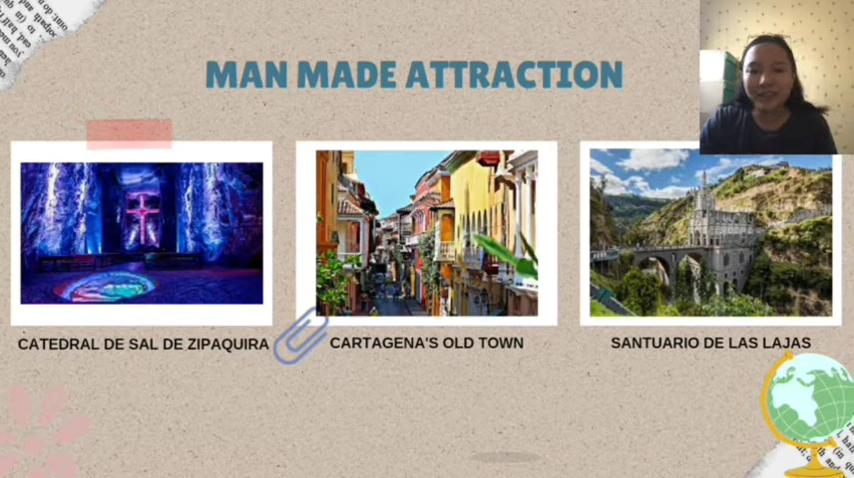 MAN MADE ATTRACTION
CATEDRAL DE SAL DE ZIPAQUIRA
CARTAGENA'S OLD TOWN
SANTUARIO DE LAS LAJAS